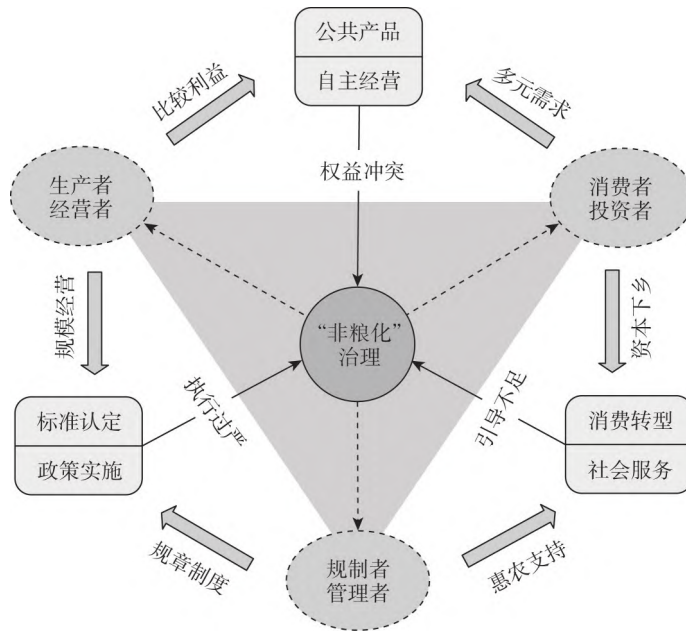 公共产品
自主经营
比较利益
多元需求
权益冲突
生产者
经营者
消费者
投资者
规模经营
资本下乡
“非粮化”
治理
标准认定
政策实施
执行过严
引导不足
消费转型
社会服务
规章制度
惠农支持
规制者
管理者